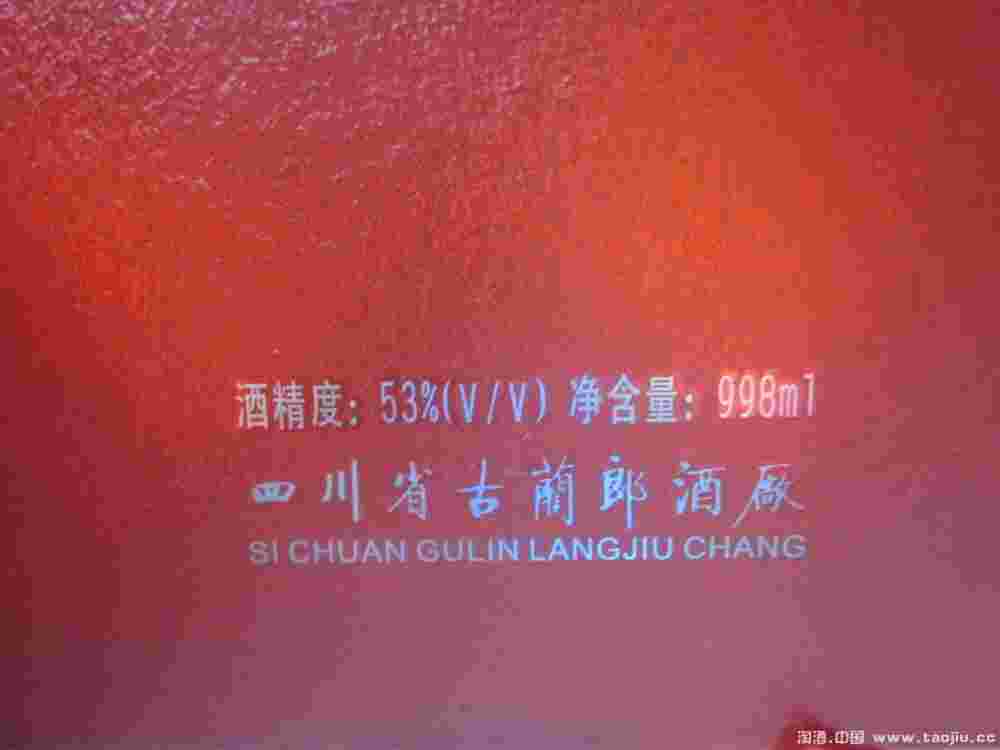 酒精度：53%(V/V) 净含量：998ml
四川省古蔺郎酒廠
SI CHUAN GULIN LANGJIU CHANG
淘酒.中国 www.taojiu.cc